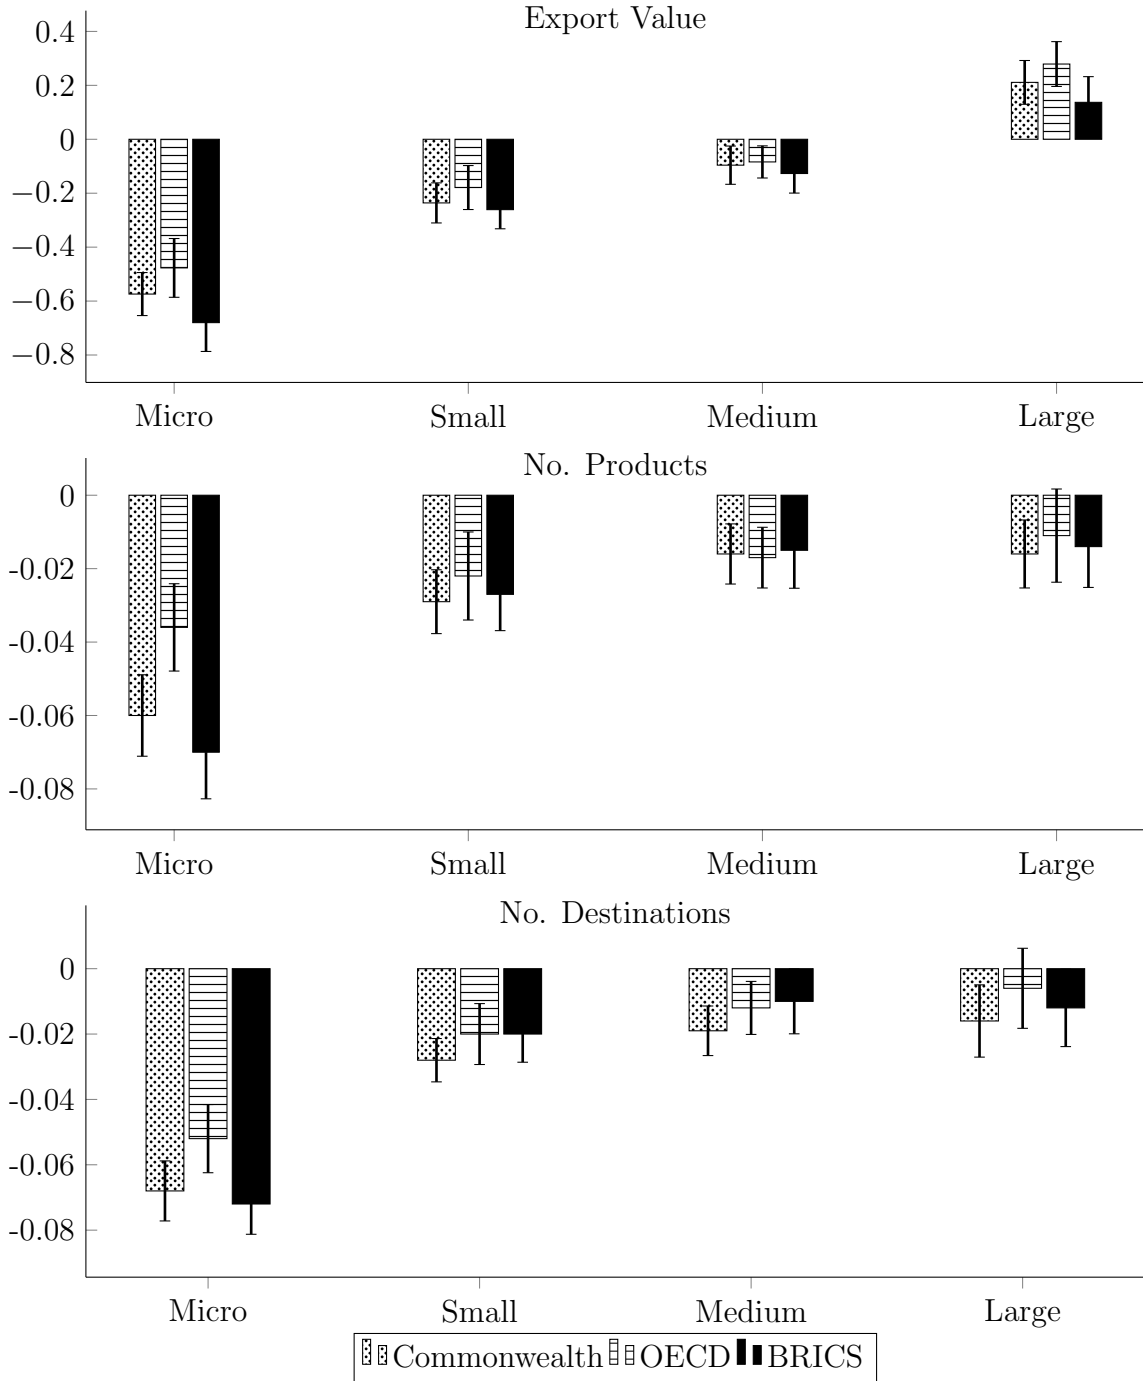 Export Value
0.4
0.2
0
−0.2
−0.4
−0.6
−0.8
Micro Small Medium Large
No. Products
0
-0.02
-0.04
-0.06
-0.08
Micro Small Medium Large
No. Destinations
0
-0.02
-0.04
-0.06
-0.08
Micro Small Medium Large
Commonwealth OECD BRICS